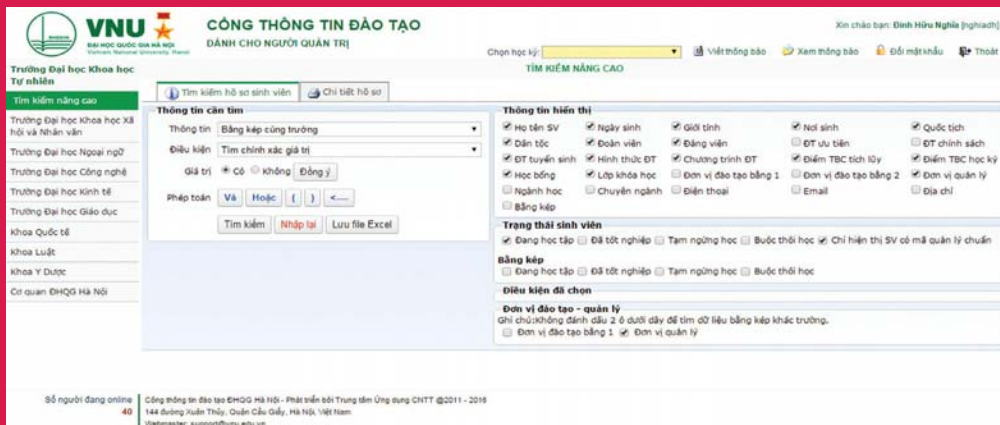 VNU
ĐẠI HỌC QUỐC GIA HÀ NỘI
Vietnam National University, Hanoi
CỔNG THÔNG TIN ĐÀO TẠO
DÀNH CHO NGƯỜI QUẢN TRỊ
Xin chào bạn: Đinh Hữu Nghĩa [nghiadh]
Chọn học kỳ: Viết thông báo Xem thông báo Đổi mật khẩu Thoát
TÌM KIẾM NÂNG CAO
Trường Đại học Khoa học
Tự nhiên
Tìm kiếm nâng cao
Trường Đại học Khoa học Xã
hội và Nhân văn
Trường Đại học Ngoại ngữ
Trường Đại học Công nghệ
Trường Đại học Kinh tế
Trường Đại học Giáo dục
Khoa Quốc tế
Khoa Luật
Khoa Y Dược
Cơ quan ĐHQG Hà Nội
Tìm kiếm hồ sơ sinh viên Chi tiết hồ sơ
Thông tin cần tìm
Thông tin Bằng kép cùng trường
Điều kiện Tìm chính xác giá trị
Giá trị Có Không Đồng ý
Phép toán Và Hoặc ( ) <---
Tìm kiếm Nhập lại Lưu file Excel
Thông tin hiển thị
Họ tên SV Ngày sinh Giới tính Nơi sinh Quốc tịch
Dân tộc Đoàn viên Đảng viên ĐT ưu tiên ĐT chính sách
ĐT tuyển sinh Hình thức ĐT Chương trình ĐT Điểm TBC tích lũy Điểm TBC học kỳ
Học bổng Lớp khóa học Đơn vị đào tạo bằng 1 Đơn vị đào tạo bằng 2 Đơn vị quản lý
Ngành học Chuyên ngành Điện thoại Email Địa chỉ
Bằng kép
Trạng thái sinh viên
Đang học tập Đã tốt nghiệp Tạm ngừng học Buộc thôi học Chỉ hiện thị SV có mã quản lý chuẩn
Bằng kép
Đang học tập Đã tốt nghiệp Tạm ngừng học Buộc thôi học
Điều kiện đã chọn
Đơn vị đào tạo - quản lý
Ghi chú:Không đánh dấu 2 ô dưới đây để tìm dữ liệu bằng kép khác trường.
Đơn vị đào tạo bằng 1 Đơn vị quản lý
Số người đang online
40
Cổng thông tin đào tạo ĐHQG Hà Nội - Phát triển bởi Trung tâm Ứng dụng CNTT @2011 - 2016
144 đường Xuân Thủy, Quận Cầu Giấy, Hà Nội, Việt Nam
Webmaster: support@vnu.edu.vn